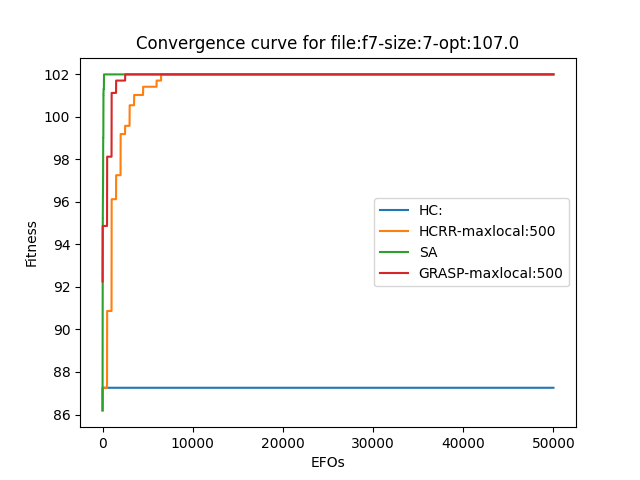 Convergence curve for file:f7-size:7-opt:107.0
102
100
98
96
94
92
90
88
86
Fitness
HC:
HCRR-maxlocal:500
SA
GRASP-maxlocal:500
0 10000 20000 30000 40000 50000
EFOs